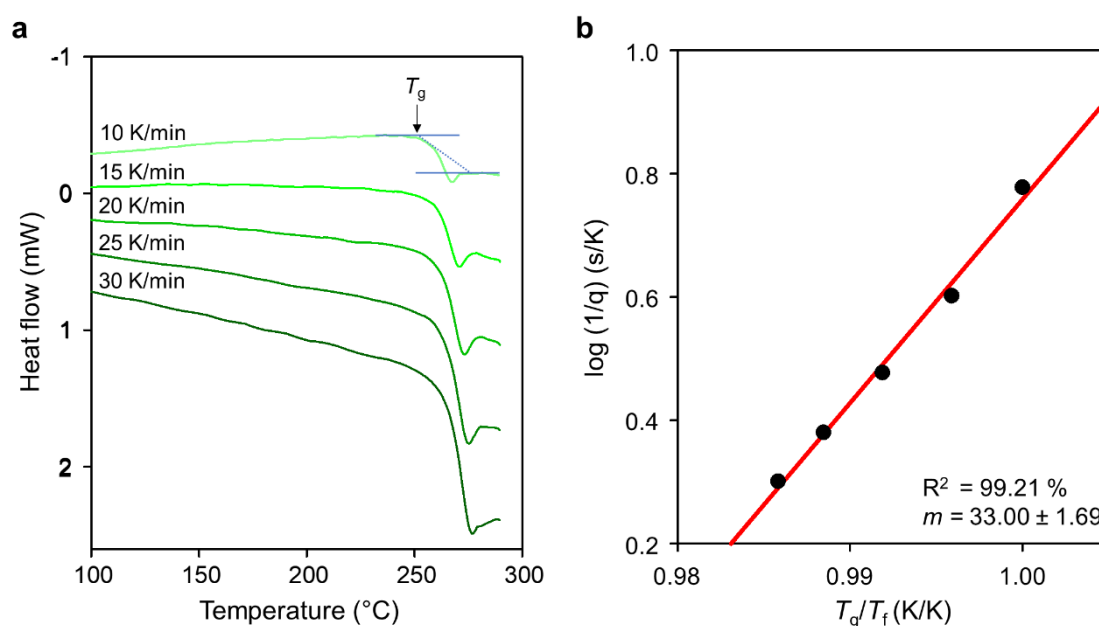 a
-1
0
1
2
Heat flow (mW)
10 K/min
15 K/min
20 K/min
25 K/min
30 K/min
Tg
100
150
200
250
300
Temperature (°C)
b
1.0
0.8
0.6
0.4
0.2
log (1/q) (s/K)
R² = 99.21 %
m = 33.00 ± 1.69
0.98
0.99
1.00
Tg/Tf (K/K)